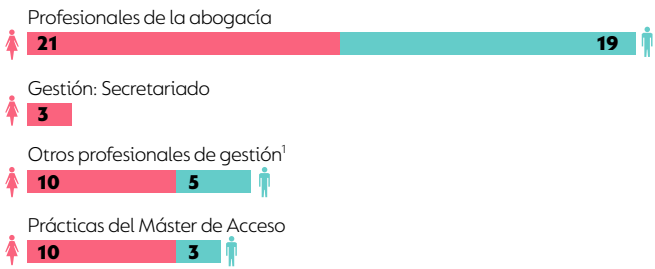 Profesionales de la abogacía
21 19
Gestión: Secretariado
3
Otros profesionales de gestión¹
10 5
Prácticas del Máster de Acceso
10 3